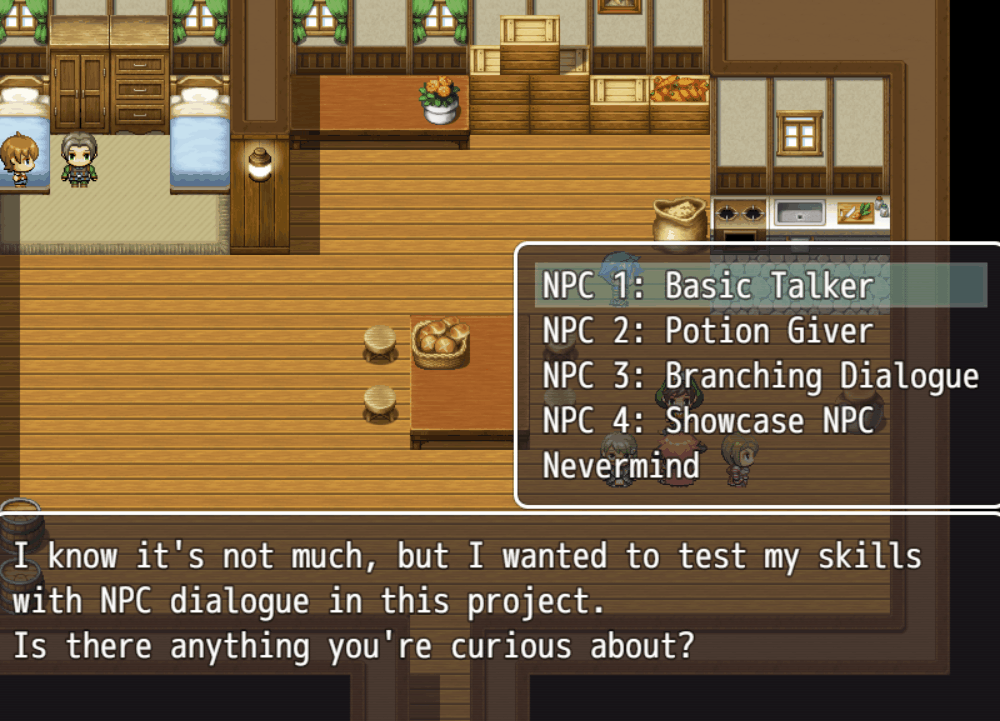 NPC 1: Basic Talker
NPC 2: Potion Giver
NPC 3: Branching Dialogue
NPC 4: Showcase NPC
Nevermind
I know it's not much, but I wanted to test my skills
with NPC dialogue in this project.
Is there anything you're curious about?